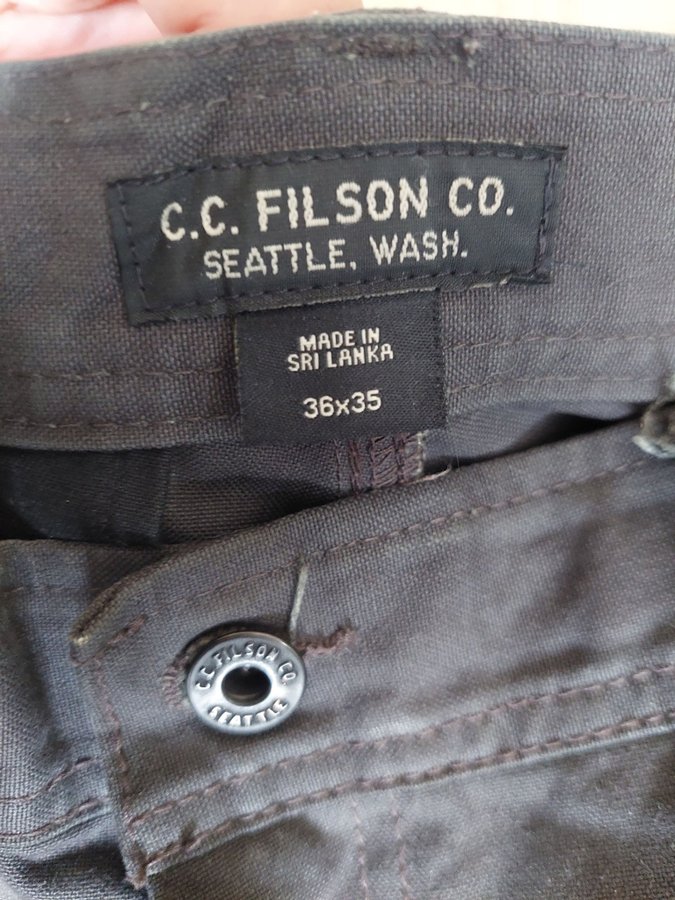 C.C. FILSON CO.
SEATTLE, WASH.
MADE IN
SRI LANKA
36x35
C.C. FILSON CO.
SEATTLE